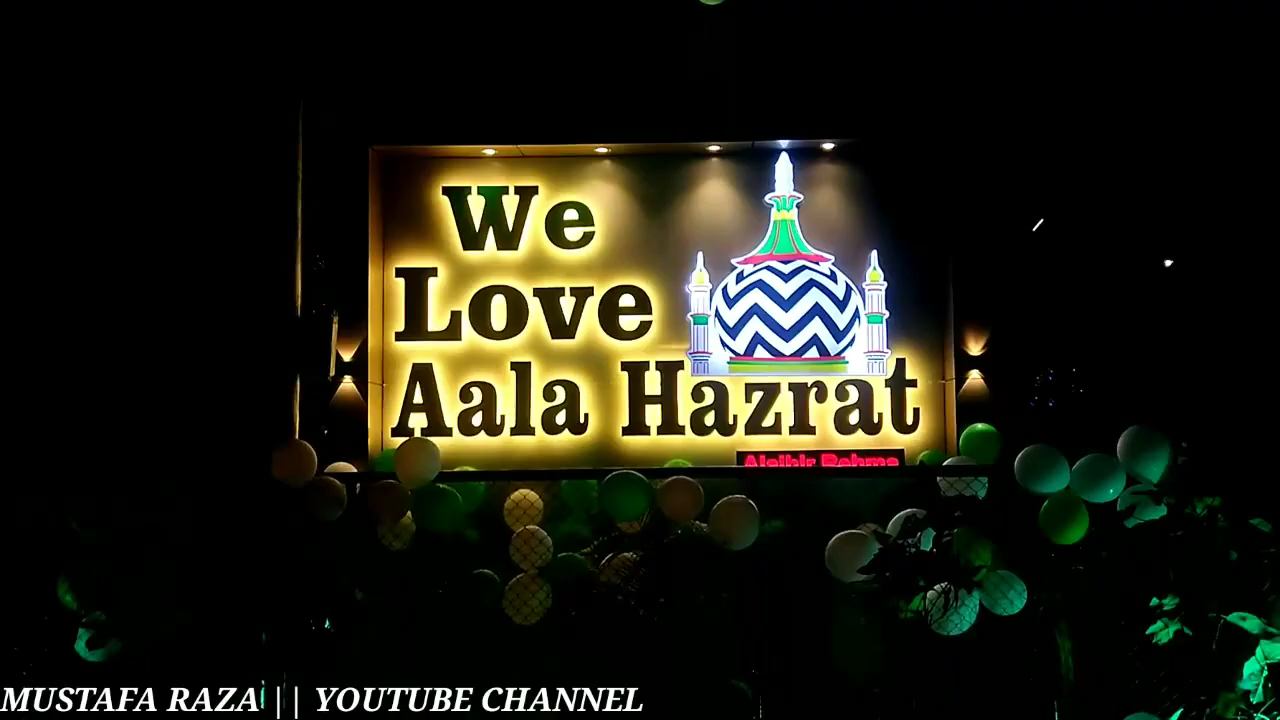 We
Love
Aala Hazrat
Alaihir Rehma
MUSTAFA RAZA || YOUTUBE CHANNEL